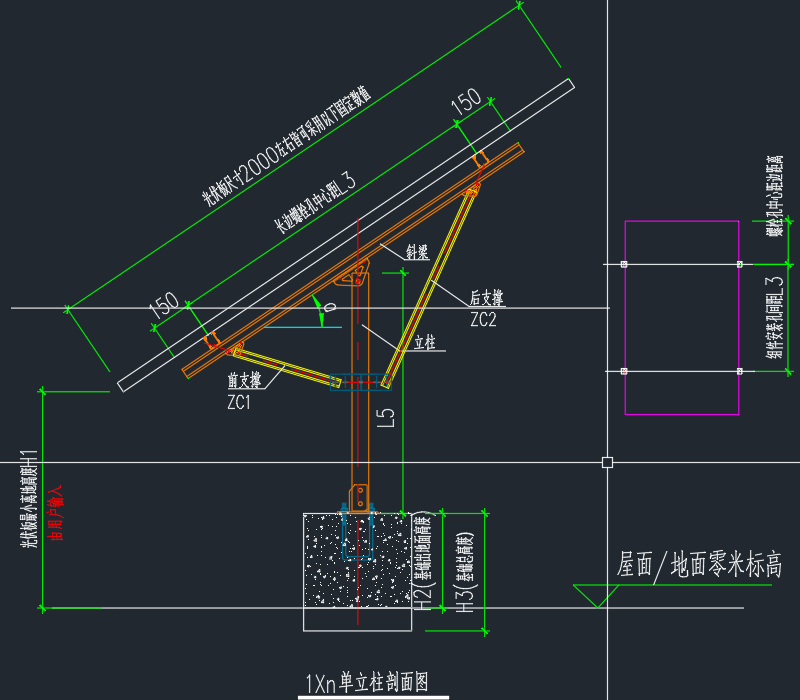 光伏板尺寸2000左右皆可采用以下固定数值
150
长边螺栓孔中心距L_3
150
斜梁
后支撑
ZC2
α
立柱
前支撑
ZC1
L5
光伏板最小离地高度H1
由用户输入
H2(基础出地面高度)
H3(基础总高度)
螺栓孔中心距边距离
组件安装孔间距L3
屋面/地面零米标高
1Xn单立柱剖面图